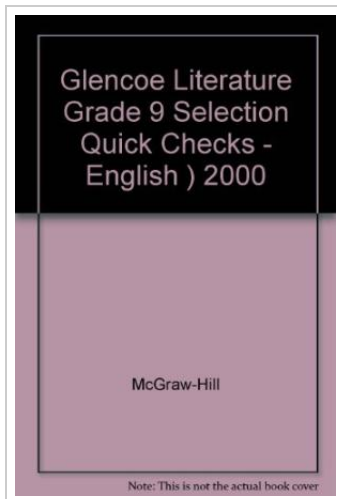 Glencoe Literature
Grade 9 Selection
Quick Checks -
English ) 2000
McGraw-Hill
Note: This is not the actual book cover